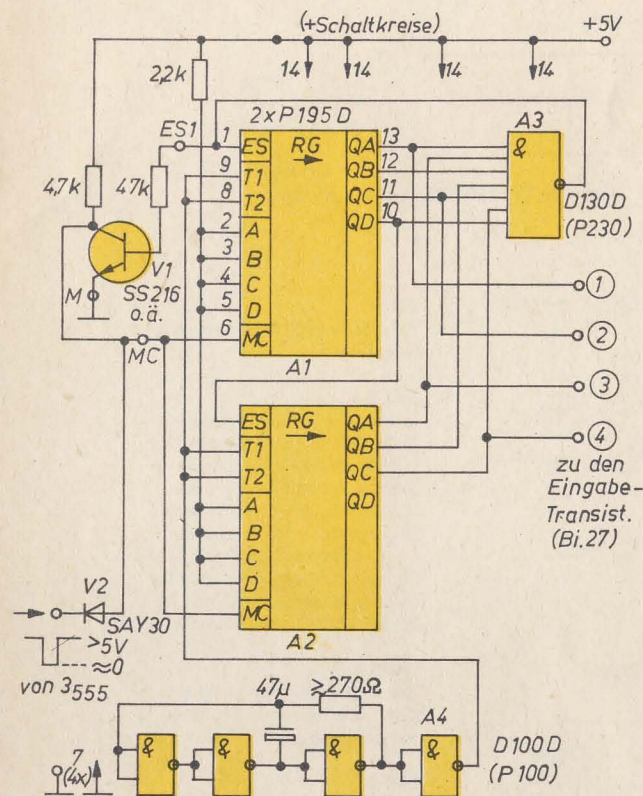 (+Schaltkreise) +5V
14 14 14 14
2,2k
2xP195D
ES1
A3
1 ES RG QA 13
9 T1 QB 12
8 T2 QC 11
2 A QD 10
3 B
4 C
5 D
6 MC
&
D130D
(P230)
4,7k
47k
V1
SS216
o.ä.
M
MC
A1
1
2
3
4
zu den
Eingabe-
Transist.
(Bi.27)
ES RG QA
T1 QB
T2 QC
A QD
B
C
D
MC
A2
V2
SAY30
>5V
≈0
von 3 555
47µ ≥270Ω
A4
& & & &
D100D
(P100)
7
(4x)